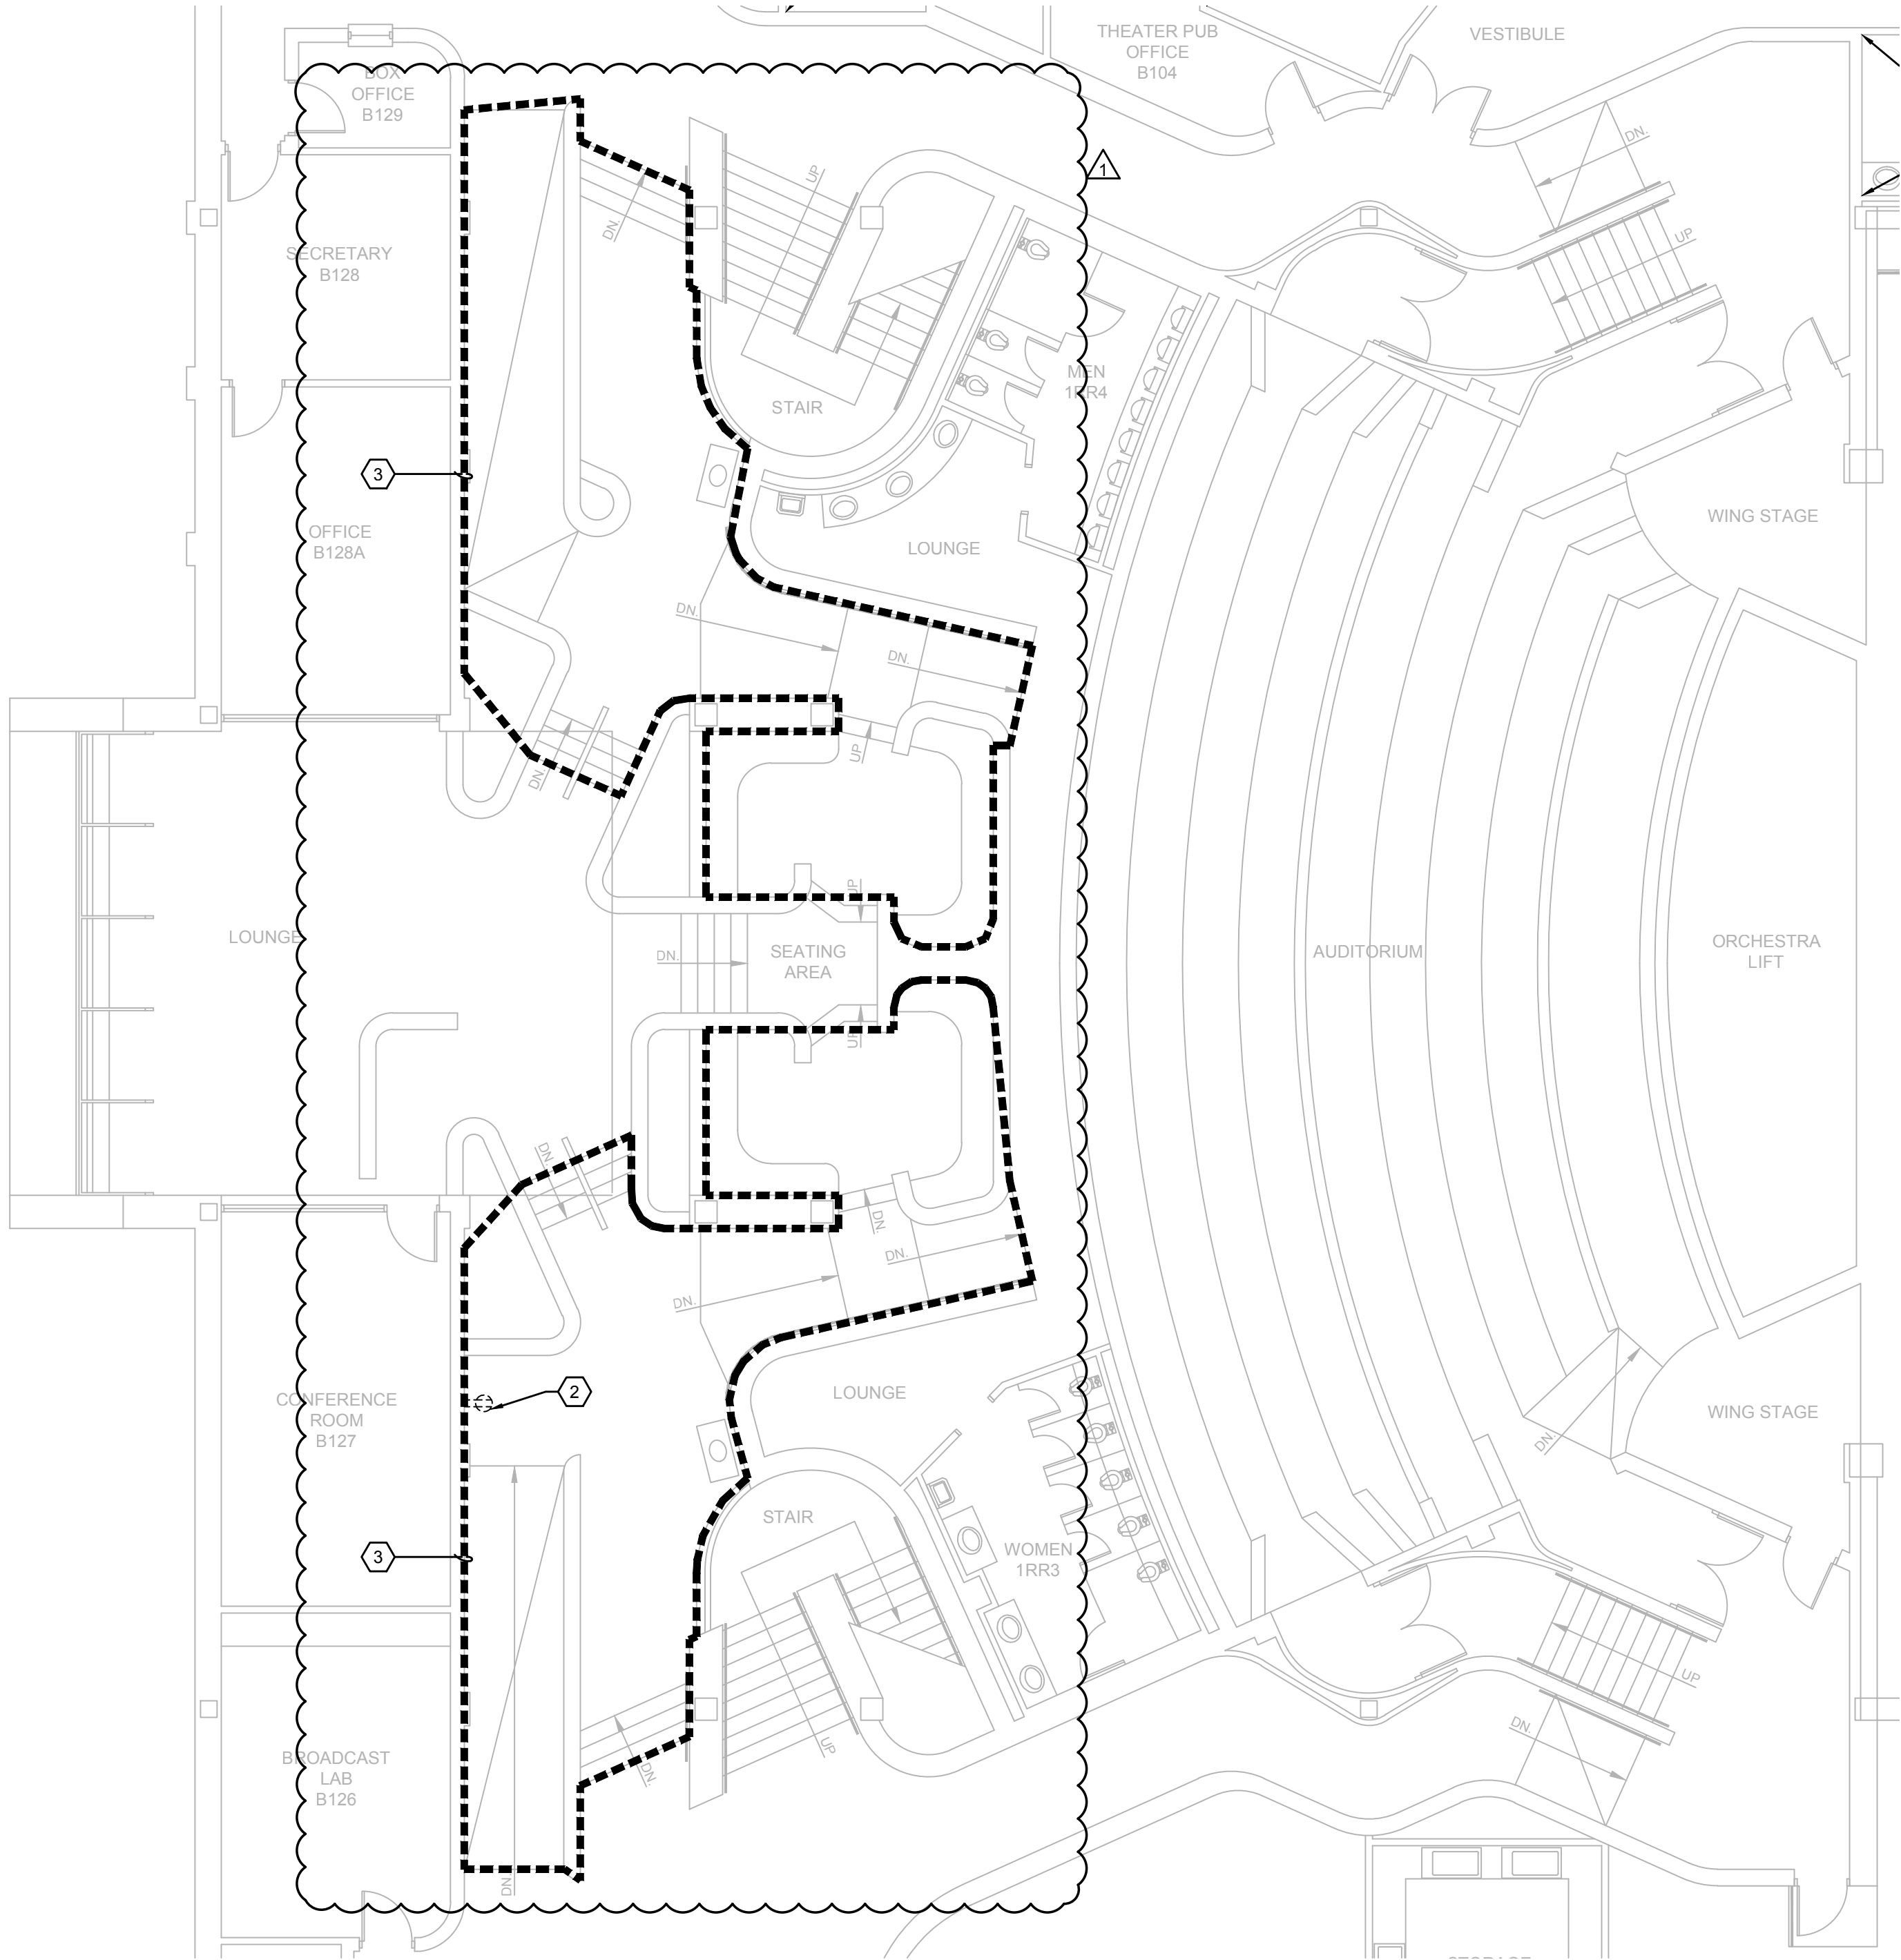 THEATER PUB
OFFICE
B104
VESTIBULE
BOX
OFFICE
B129
1
DN.
UP
DN.
SECRETARY
B128
UP
MEN
1RR4
STAIR
3
OFFICE
B128A
LOUNGE
WING STAGE
DN.
DN.
UP
DN.
UP
LOUNGE
SEATING
AREA
DN.
AUDITORIUM
ORCHESTRA
LIFT
UP
DN.
DN.
DN.
DN.
CONFERENCE
ROOM
B127
2
LOUNGE
WING STAGE
DN.
STAIR
WOMEN
1RR3
3
UP
DN.
UP
DN.
BROADCAST
LAB
B126
DN.